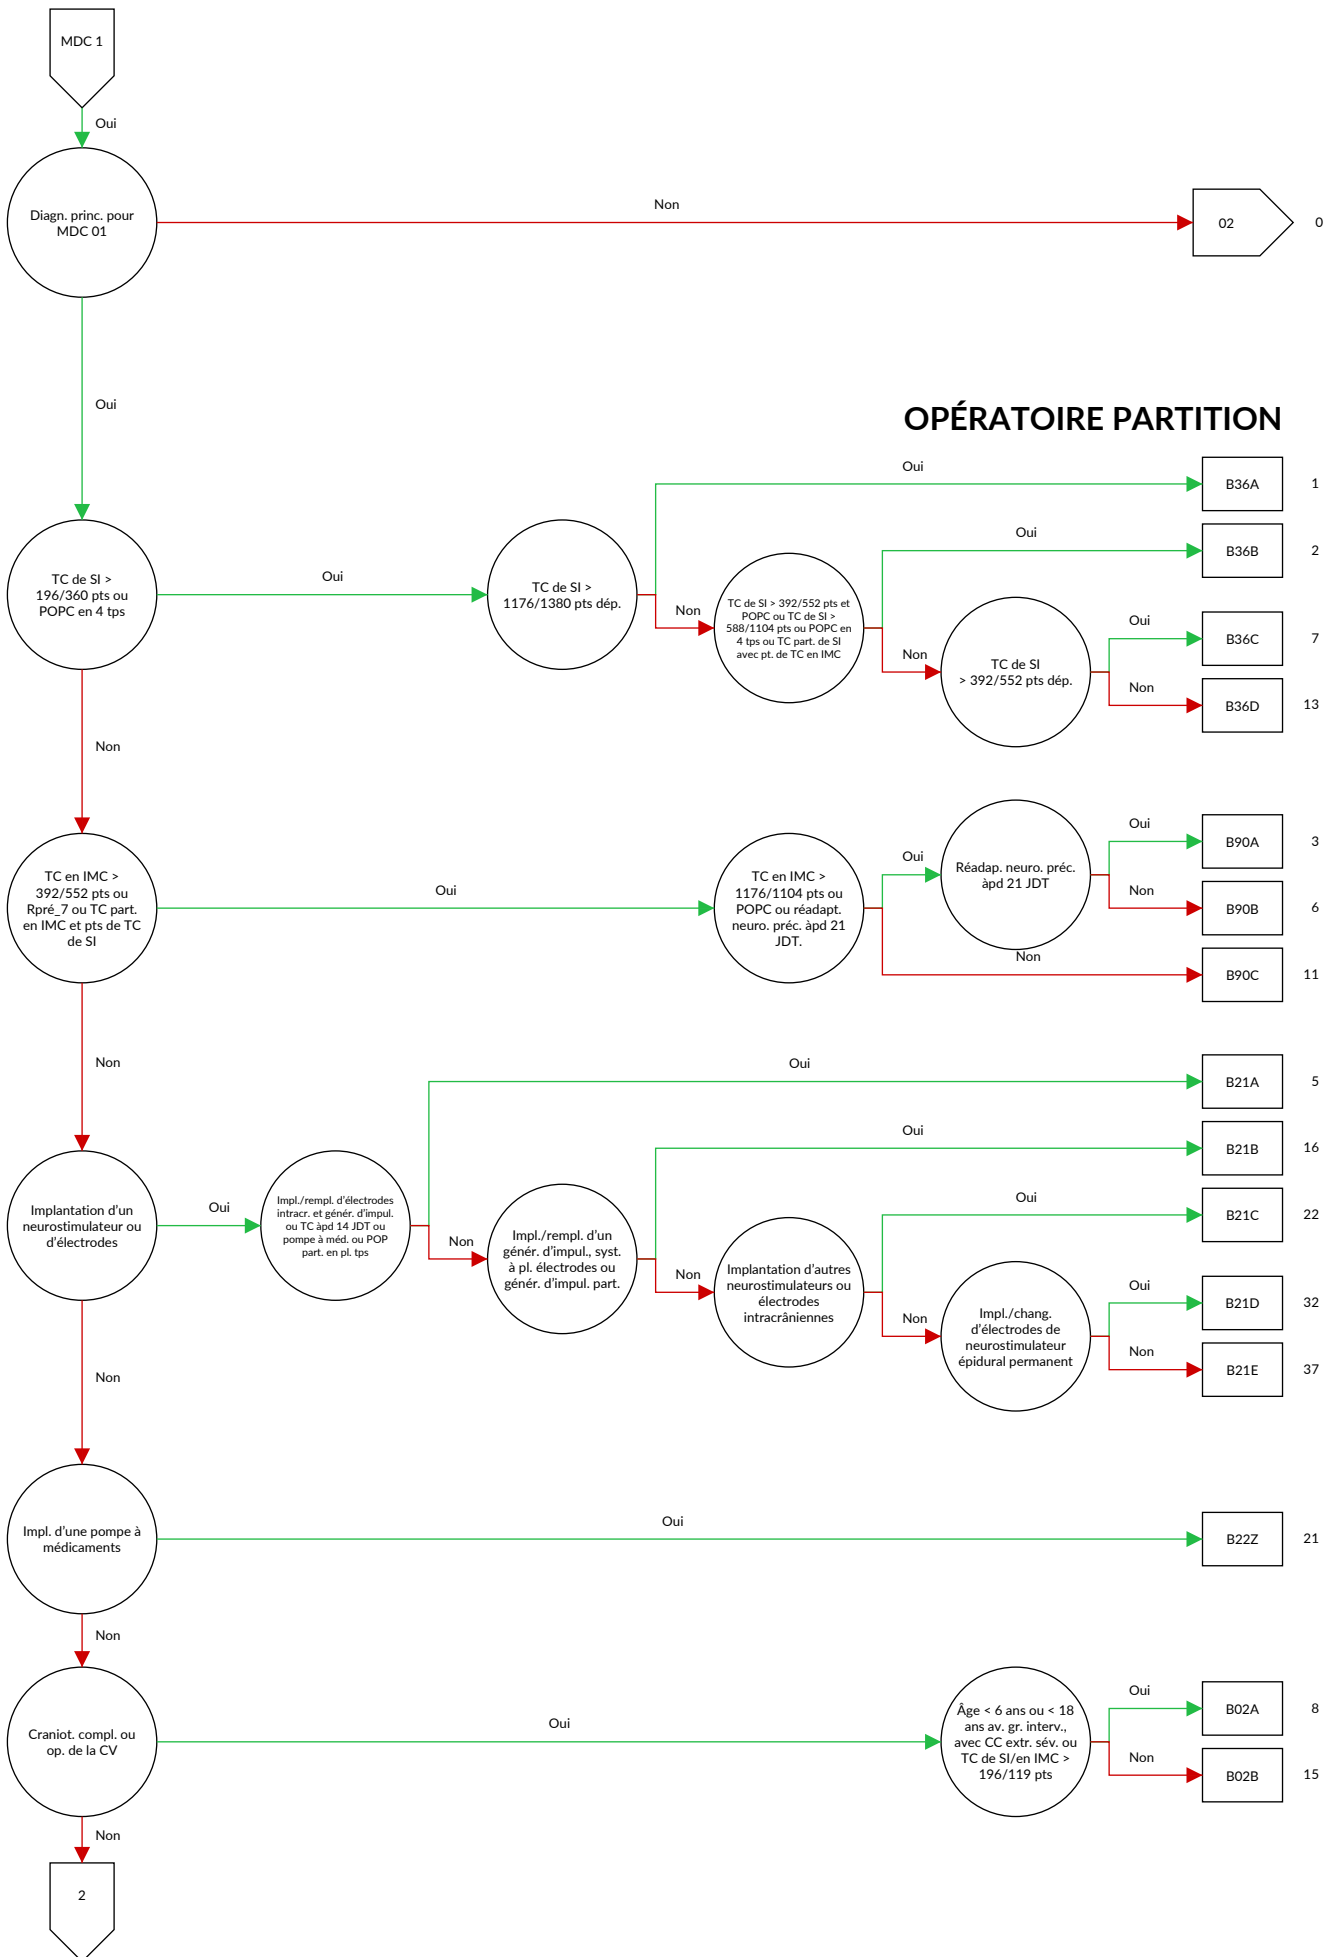 MDC 1
Oui
Diagn. princ. pour
MDC 01
Non
02
0
Oui
OPÉRATOIRE PARTITION
TC de SI >
196/360 pts ou
POPC en 4 tps
Oui
TC de SI >
1176/1380 pts dép.
Oui
B36A
1
Non
TC de SI > 392/552 pts et
POPC ou TC de SI >
588/1104 pts ou POPC en
4 tps ou TC part. de SI
avec pt. de TC en IMC
Oui
B36B
2
Non
TC de SI
> 392/552 pts dép.
Oui
B36C
7
Non
B36D
13
Non
TC en IMC >
392/552 pts ou
Rpré_7 ou TC part.
en IMC et pts de TC
de SI
Oui
TC en IMC >
1176/1104 pts ou
POPC ou réadapt.
neuro. préc. àpd 21
JDT.
Oui
Réadap. neuro. préc.
àpd 21 JDT
Oui
B90A
3
Non
B90B
6
Non
B90C
11
Non
Implantation d'un
neurostimulateur ou
d'électrodes
Oui
Impl./rempl. d'électrodes
intracr. et génér. d'impul.
ou TC àpd 14 JDT ou
pompe à méd. ou POP
part. en pl. tps
Oui
B21A
5
Non
Impl./rempl. d'un
génér. d'impul., syst.
à pl. électrodes ou
génér. d'impul. part.
Oui
B21B
16
Non
Implantation d'autres
neurostimulateurs ou
électrodes
intracrâniennes
Oui
B21C
22
Non
Impl./chang.
d'électrodes de
neurostimulateur
épidural permanent
Oui
B21D
32
Non
B21E
37
Non
Impl. d'une pompe à
médicaments
Oui
B22Z
21
Non
Craniot. compl. ou
op. de la CV
Oui
Âge < 6 ans ou < 18
ans av. gr. interv.,
avec CC extr. sév. ou
TC de SI/en IMC >
196/119 pts
Oui
B02A
8
Non
B02B
15
Non
2